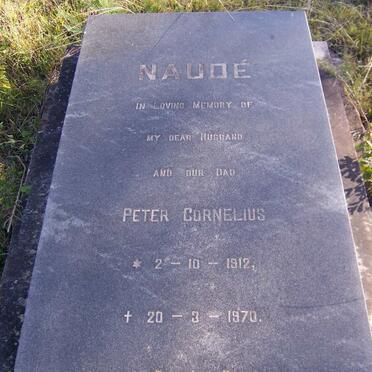 NAUDÉ
IN LOVING MEMORY OF
MY DEAR HUSBAND
AND OUR DAD
PETER CORNELIUS
* 2 - 10 - 1912,
† 20 - 3 - 1970.